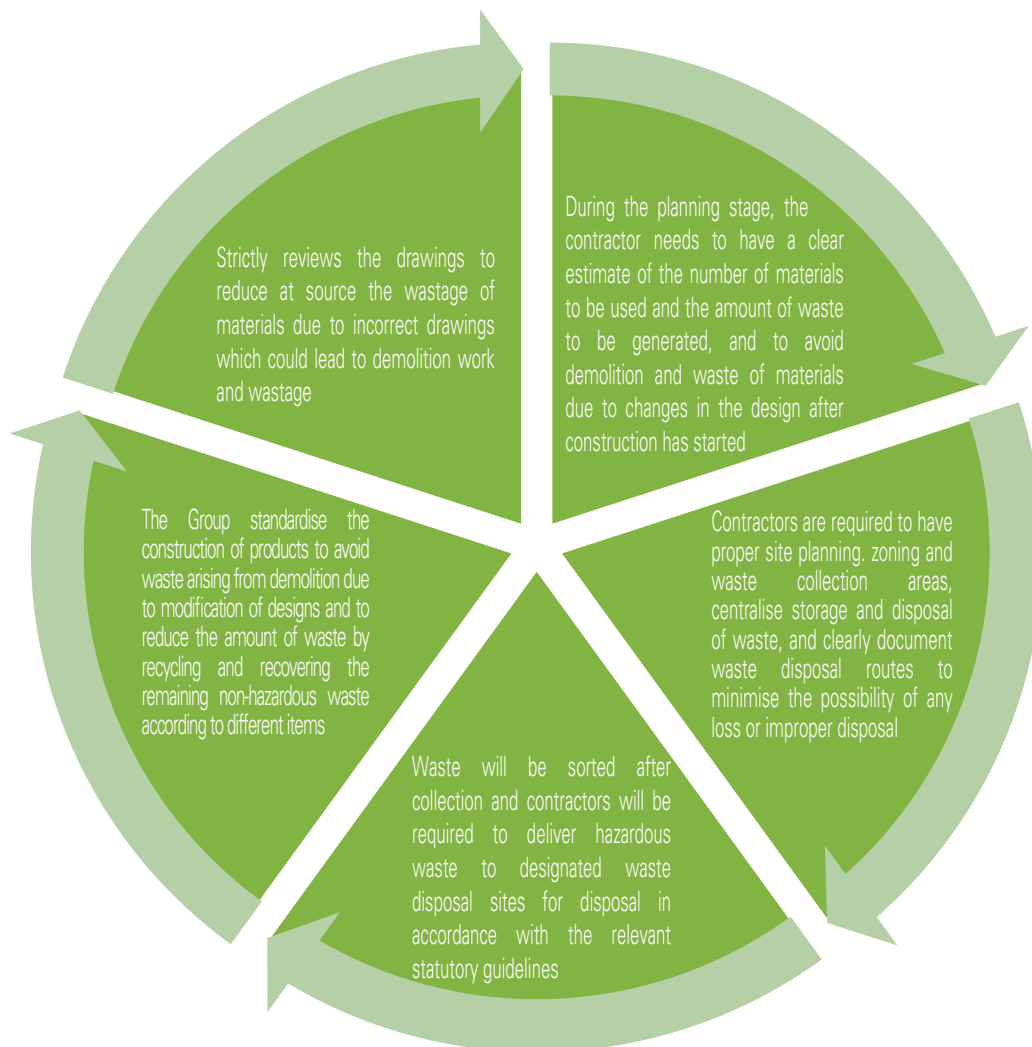 During the planning stage, the
contractor needs to have a clear
estimate of the number of materials
to be used and the amount of waste
to be generated, and to avoid
demolition and waste of materials
due to changes in the design after
construction has started
Contractors are required to have
proper site planning. zoning and
waste collection areas,
centralise storage and disposal
of waste, and clearly document
waste disposal routes to
minimise the possibility of any
loss or improper disposal
Waste will be sorted after
collection and contractors will be
required to deliver hazardous
waste to designated waste
disposal sites for disposal in
accordance with the relevant
statutory guidelines
The Group standardise the
construction of products to avoid
waste arising from demolition due
to modification of designs and to
reduce the amount of waste by
recycling and recovering the
remaining non-hazardous waste
according to different items
Strictly reviews the drawings to
reduce at source the wastage of
materials due to incorrect drawings
which could lead to demolition work
and wastage